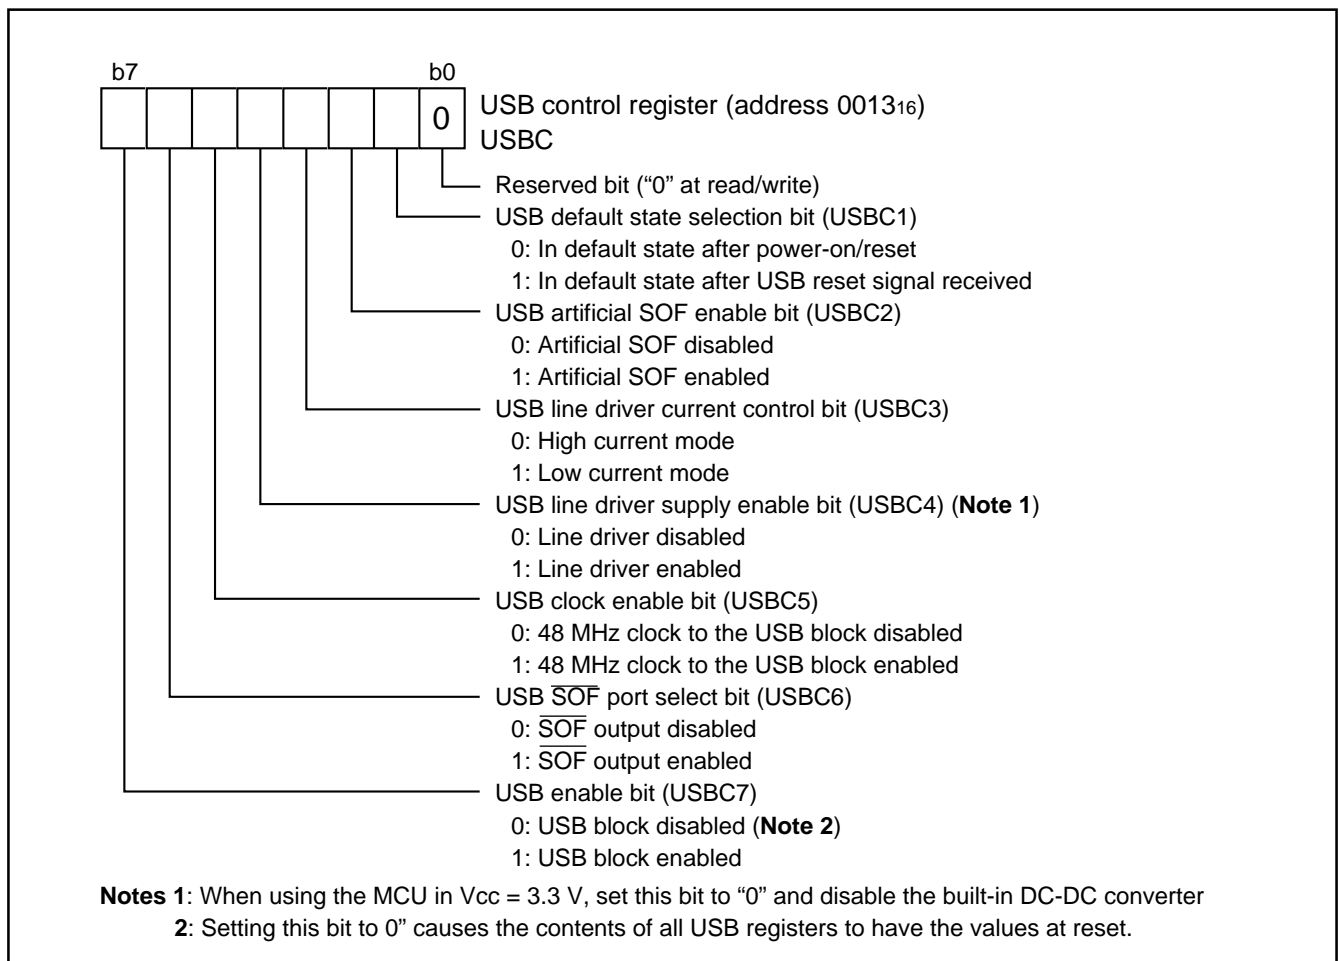 b7 b0
0 USB control register (address 0013₁₆)
USBC
Reserved bit (“0” at read/write)
USB default state selection bit (USBC1)
0: In default state after power-on/reset
1: In default state after USB reset signal received
USB artificial SOF enable bit (USBC2)
0: Artificial SOF disabled
1: Artificial SOF enabled
USB line driver current control bit (USBC3)
0: High current mode
1: Low current mode
USB line driver supply enable bit (USBC4) (Note 1)
0: Line driver disabled
1: Line driver enabled
USB clock enable bit (USBC5)
0: 48 MHz clock to the USB block disabled
1: 48 MHz clock to the USB block enabled
USB S̅O̅F̅ port select bit (USBC6)
0: S̅O̅F̅ output disabled
1: S̅O̅F̅ output enabled
USB enable bit (USBC7)
0: USB block disabled (Note 2)
1: USB block enabled
Notes 1: When using the MCU in Vcc = 3.3 V, set this bit to “0” and disable the built-in DC-DC converter
2: Setting this bit to 0” causes the contents of all USB registers to have the values at reset.